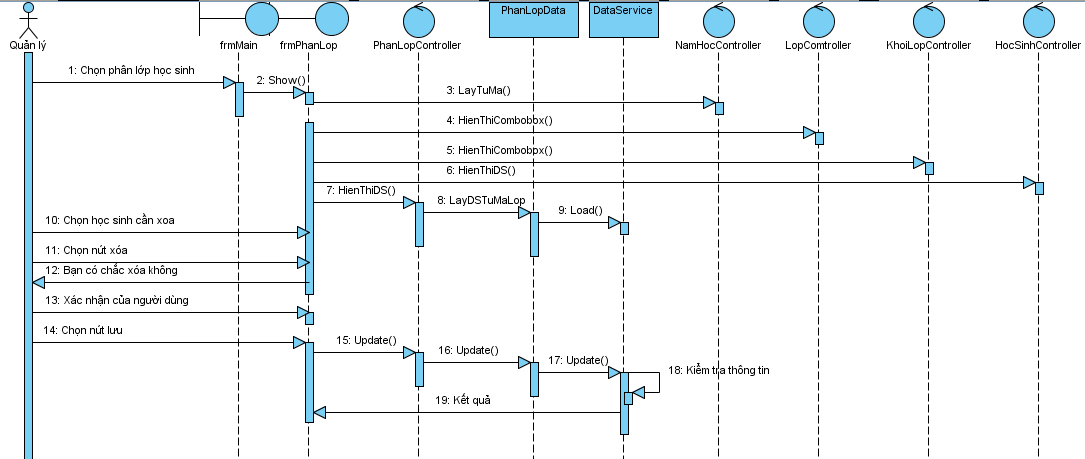 PhanLopData
DataService
Quản lý
frmMain
frmPhanLop
PhanLopController
NamHocController
LopComtroller
KhoiLopController
HocSinhController
1: Chọn phân lớp học sinh
2: Show()
3: LayTuMa()
4: HienThiCombobox()
5: HienThiCombobox()
6: HienThiDS()
7: HienThiDS()
8: LayDSTuMaLop
9: Load()
10: Chọn học sinh cần xoa
11: Chọn nút xóa
12: Bạn có chắc xóa không
13: Xác nhận của người dùng
14: Chọn nút lưu
15: Update()
16: Update()
17: Update()
18: Kiểm tra thông tin
19: Kết quả